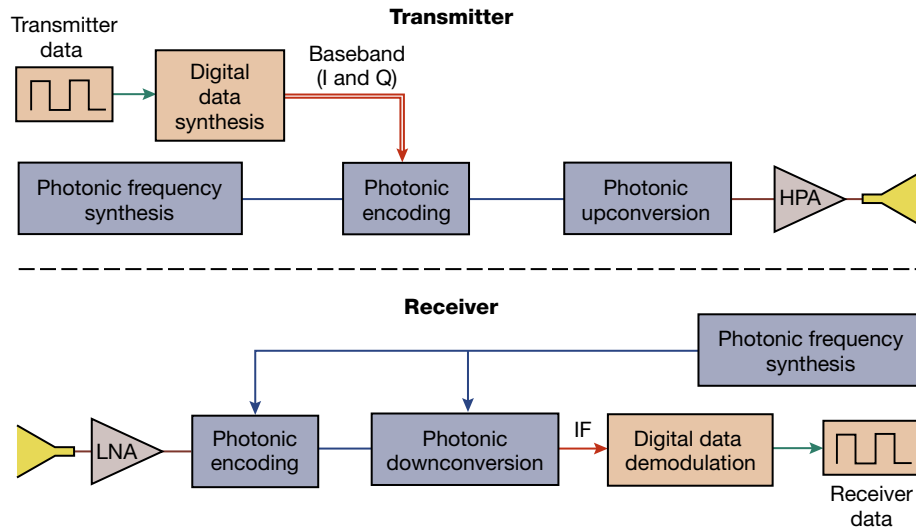 Transmitter
Transmitter
data
Digital
data
synthesis
Baseband
(I and Q)
Photonic frequency
synthesis
Photonic
encoding
Photonic
upconversion
HPA
Receiver
Photonic frequency
synthesis
LNA
Photonic
encoding
Photonic
downconversion
IF
Digital data
demodulation
Receiver
data